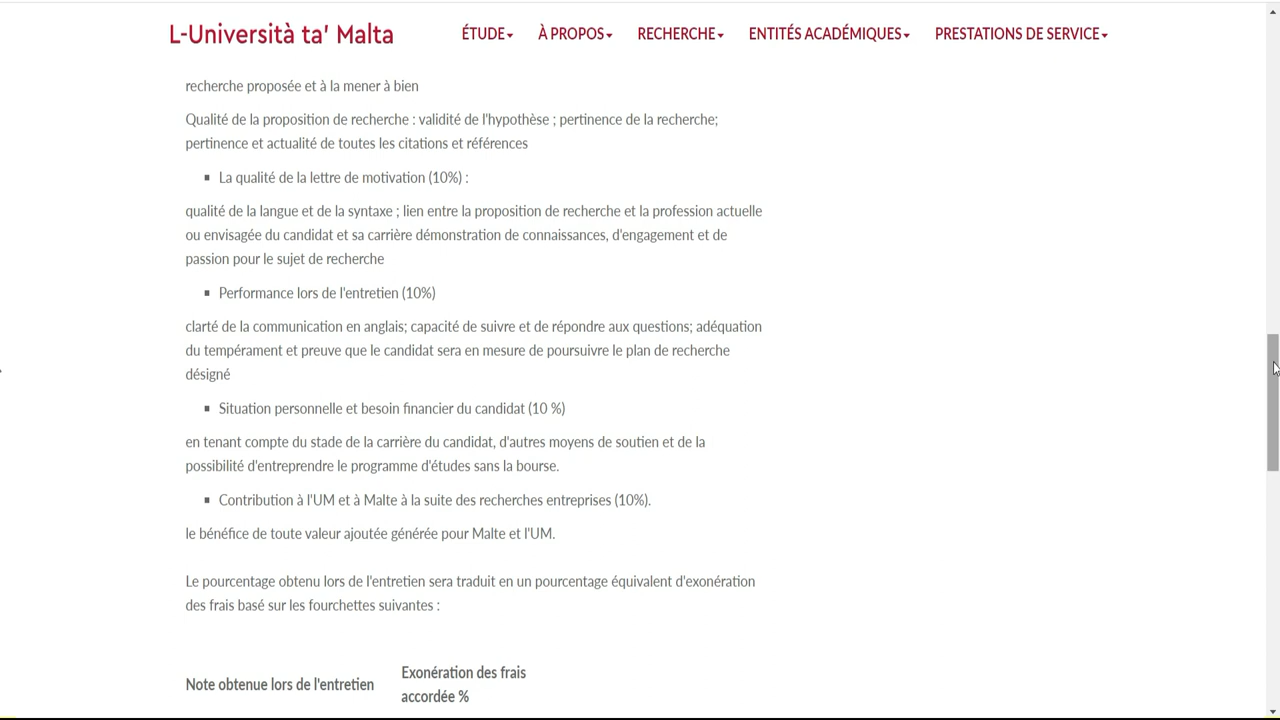 L-Università ta' Malta
ÉTUDE
À PROPOS
RECHERCHE
ENTITÉS ACADÉMIQUES
PRESTATIONS DE SERVICE
recherche proposée et à la mener à bien
Qualité de la proposition de recherche : validité de l'hypothèse ; pertinence de la recherche;
pertinence et actualité de toutes les citations et références
▪ La qualité de la lettre de motivation (10%) :
qualité de la langue et de la syntaxe ; lien entre la proposition de recherche et la profession actuelle
ou envisagée du candidat et sa carrière démonstration de connaissances, d'engagement et de
passion pour le sujet de recherche
▪ Performance lors de l'entretien (10%)
clarté de la communication en anglais; capacité de suivre et de répondre aux questions; adéquation
du tempérament et preuve que le candidat sera en mesure de poursuivre le plan de recherche
désigné
▪ Situation personnelle et besoin financier du candidat (10 %)
en tenant compte du stade de la carrière du candidat, d'autres moyens de soutien et de la
possibilité d'entreprendre le programme d'études sans la bourse.
▪ Contribution à l'UM et à Malte à la suite des recherches entreprises (10%).
le bénéfice de toute valeur ajoutée générée pour Malte et l'UM.
Le pourcentage obtenu lors de l'entretien sera traduit en un pourcentage équivalent d'exonération
des frais basé sur les fourchettes suivantes :
Note obtenue lors de l'entretien
Exonération des frais
accordée %